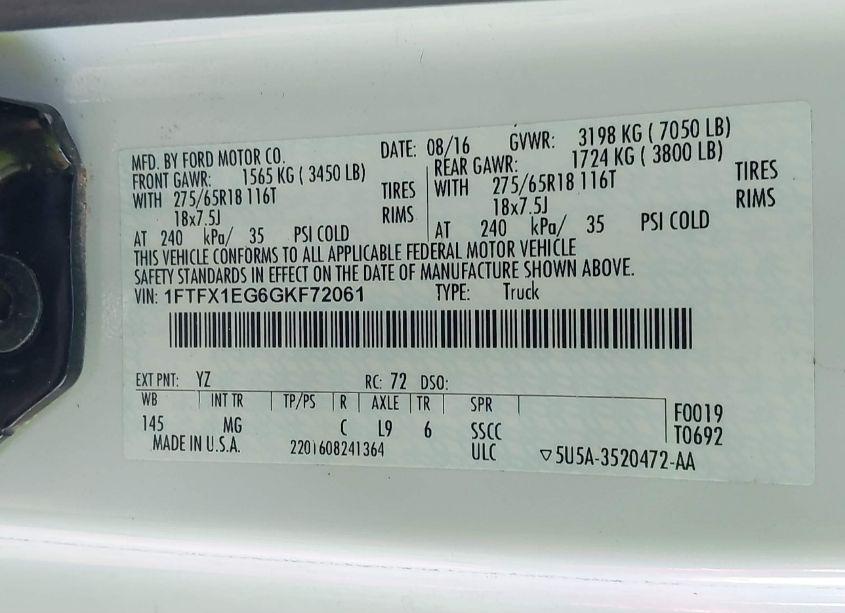 MFD. BY FORD MOTOR CO. DATE: 08/16 GVWR: 3198 KG ( 7050 LB)
FRONT GAWR: 1565 KG ( 3450 LB) REAR GAWR: 1724 KG ( 3800 LB)
WITH 275/65R18 116T TIRES WITH 275/65R18 116T TIRES
18x7.5J RIMS 18x7.5J RIMS
AT 240 kPa/ 35 PSI COLD AT 240 kPa/ 35 PSI COLD
THIS VEHICLE CONFORMS TO ALL APPLICABLE FEDERAL MOTOR VEHICLE
SAFETY STANDARDS IN EFFECT ON THE DATE OF MANUFACTURE SHOWN ABOVE.
VIN: 1FTFX1EG6GKF72061 TYPE: Truck
EXT PNT: YZ RC: 72 DSO:
WB INT TR TP/PS R AXLE TR SPR F0019
145 MG C L9 6 SSCC T0692
MADE IN U.S.A. 2201608241364 ULC ▽5U5A-3520472-AA